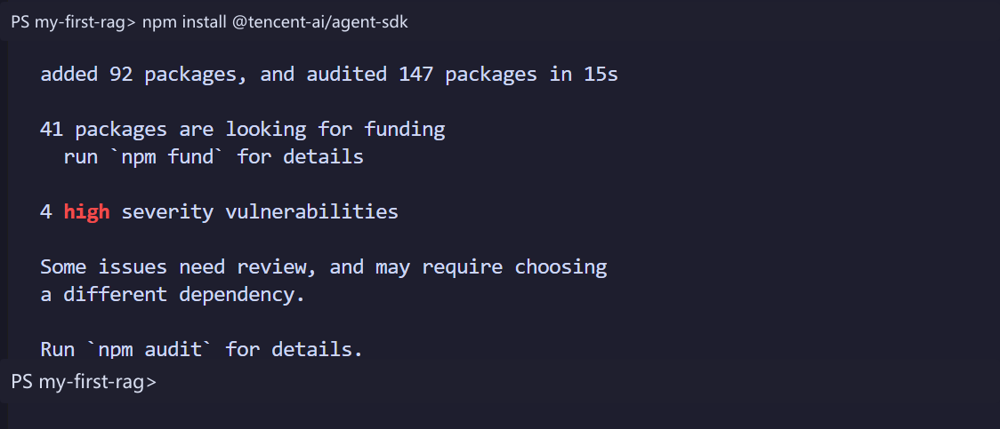 PS my-first-rag> npm install @tencent-ai/agent-sdk
added 92 packages, and audited 147 packages in 15s
41 packages are looking for funding
run `npm fund` for details
4 high severity vulnerabilities
Some issues need review, and may require choosing
a different dependency.
Run `npm audit` for details.
PS my-first-rag>